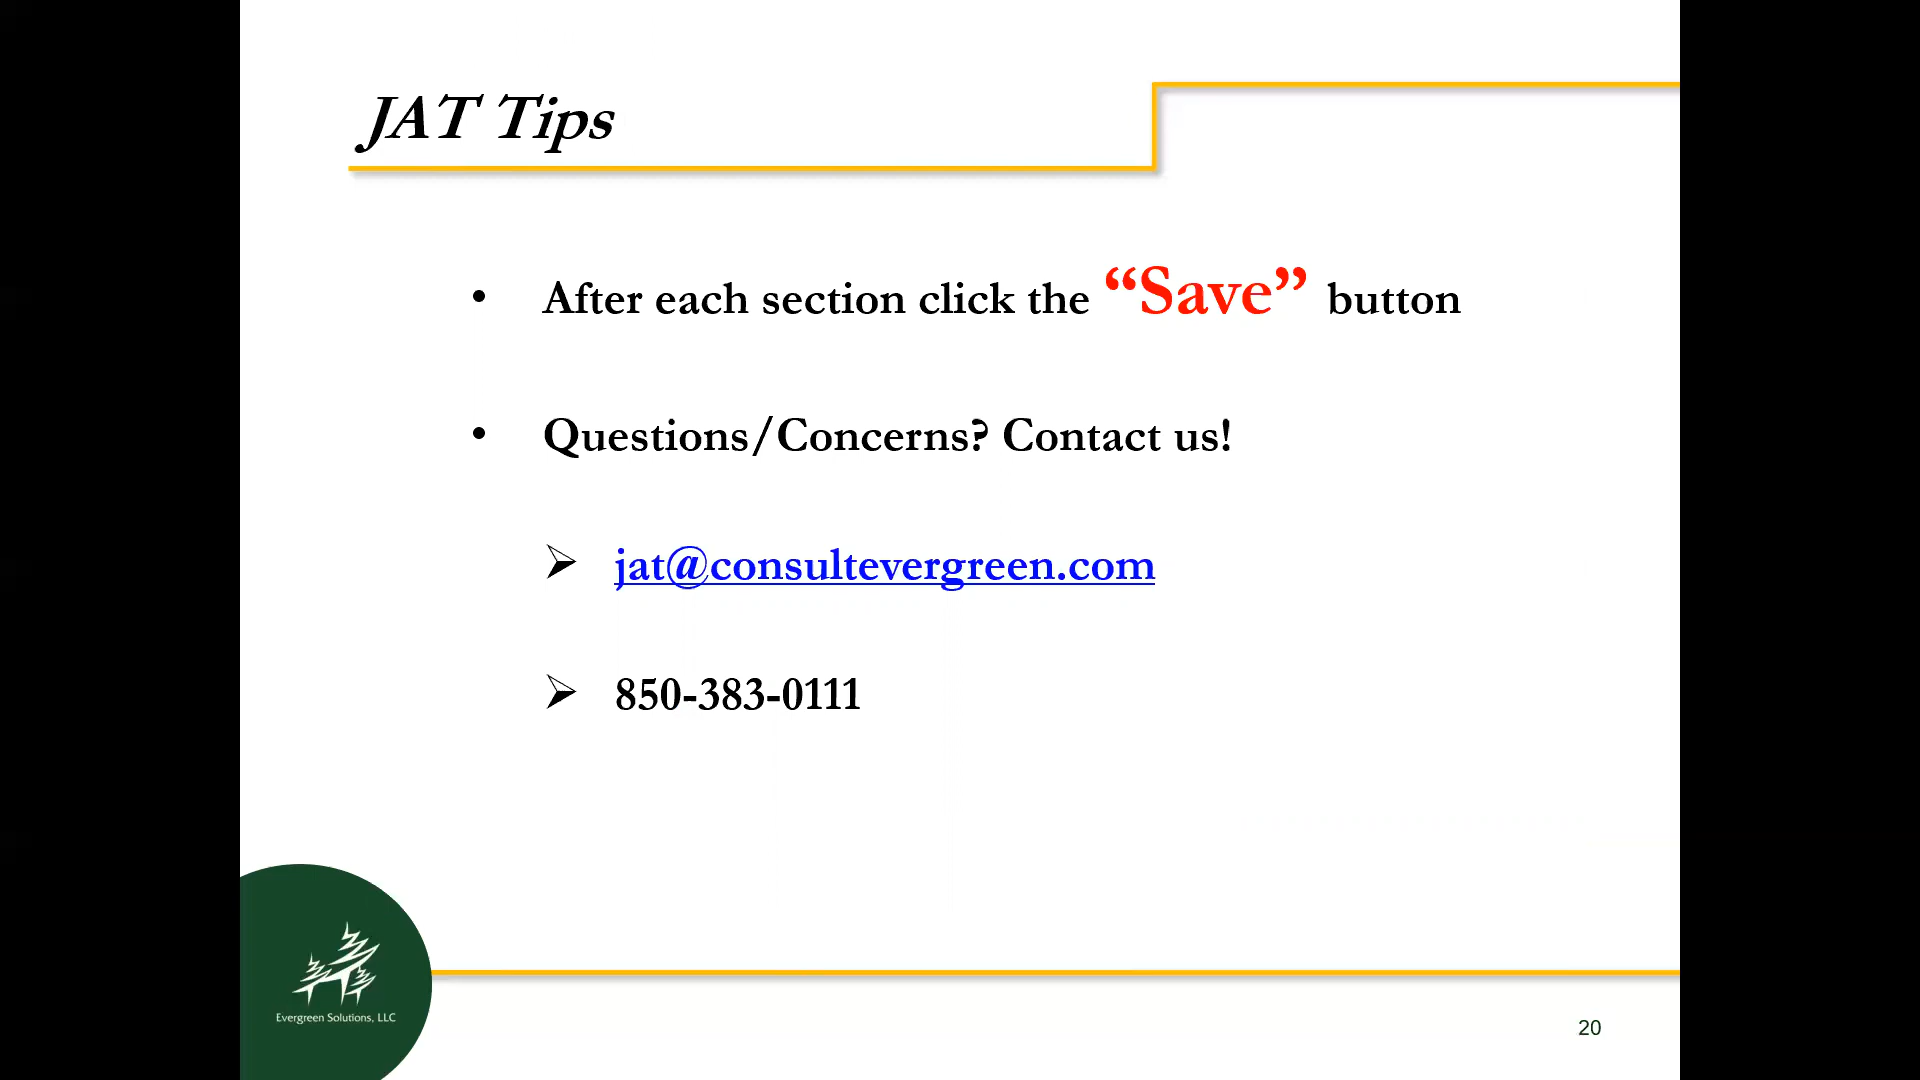 JAT Tips
• After each section click the “Save” button
• Questions/Concerns? Contact us!
➢ jat@consultevergreen.com
➢ 850-383-0111
Evergreen Solutions, LLC
20